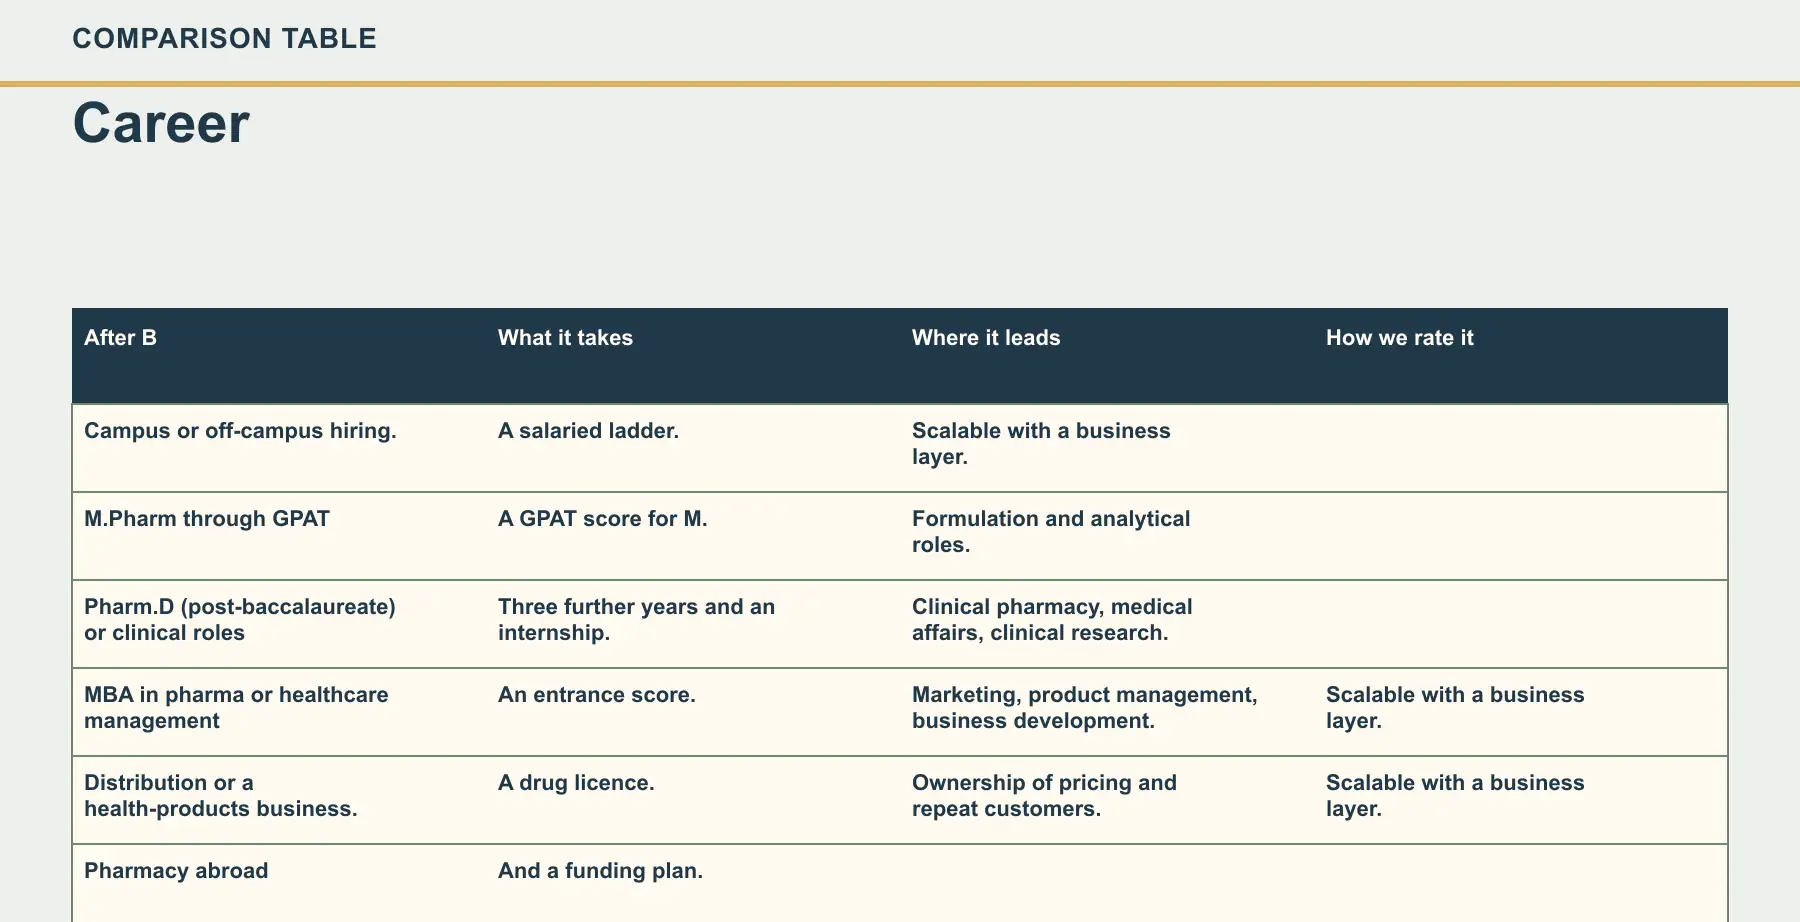 COMPARISON TABLE
Career
After B What it takes Where it leads How we rate it
Campus or off-campus hiring. A salaried ladder. Scalable with a business
layer.
M.Pharm through GPAT A GPAT score for M. Formulation and analytical
roles.
Pharm.D (post-baccalaureate) Three further years and an Clinical pharmacy, medical
or clinical roles internship. affairs, clinical research.
MBA in pharma or healthcare An entrance score. Marketing, product management, Scalable with a business
management business development. layer.
Distribution or a A drug licence. Ownership of pricing and Scalable with a business
health-products business. repeat customers. layer.
Pharmacy abroad And a funding plan.